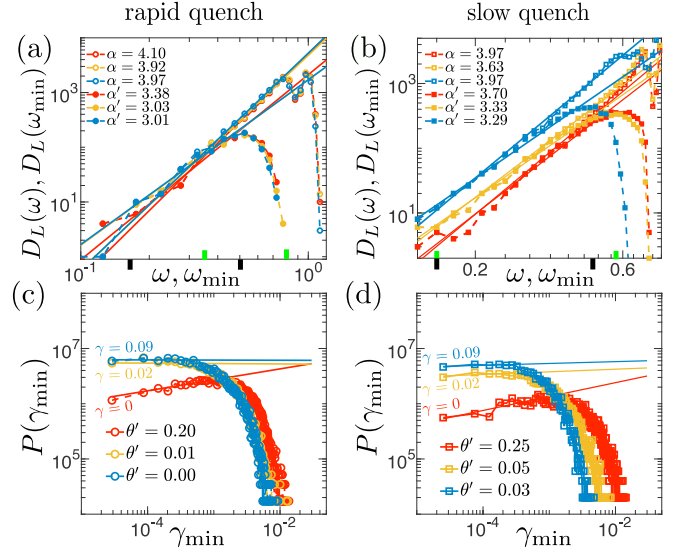 rapid quench
slow quench
(a)
α = 4.10
α = 3.92
α = 3.97
α′ = 3.38
α′ = 3.03
α′ = 3.01
D_L(ω), D_L(ω_min)
10^3
10^1
10^-1
ω, ω_min
10^0
(b)
α = 3.97
α = 3.63
α = 3.97
α′ = 3.70
α′ = 3.33
α′ = 3.29
D_L(ω), D_L(ω_min)
10^3
10^1
0.2
ω, ω_min
0.6
(c)
γ = 0.09
γ = 0.02
γ = 0
θ′ = 0.20
θ′ = 0.01
θ′ = 0.00
P(γ_min)
10^7
10^5
10^-4
γ_min
10^-2
(d)
γ = 0.09
γ = 0.02
γ = 0
θ′ = 0.25
θ′ = 0.05
θ′ = 0.03
P(γ_min)
10^7
10^5
10^-4
γ_min
10^-2